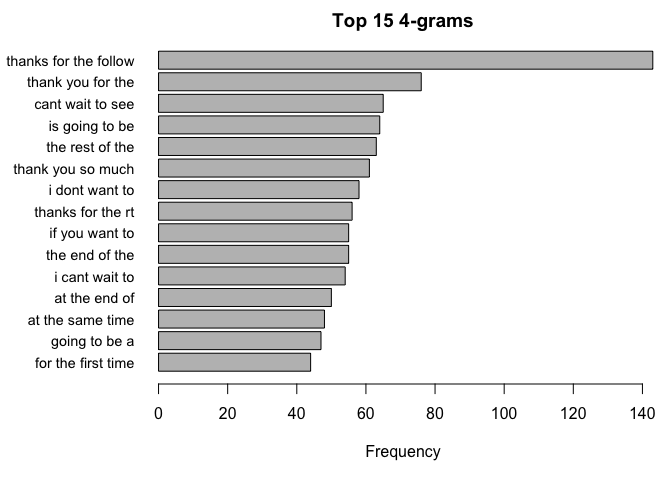 Top 15 4-grams
thanks for the follow
thank you for the
cant wait to see
is going to be
the rest of the
thank you so much
i dont want to
thanks for the rt
if you want to
the end of the
i cant wait to
at the end of
at the same time
going to be a
for the first time
0 20 40 60 80 100 120 140
Frequency